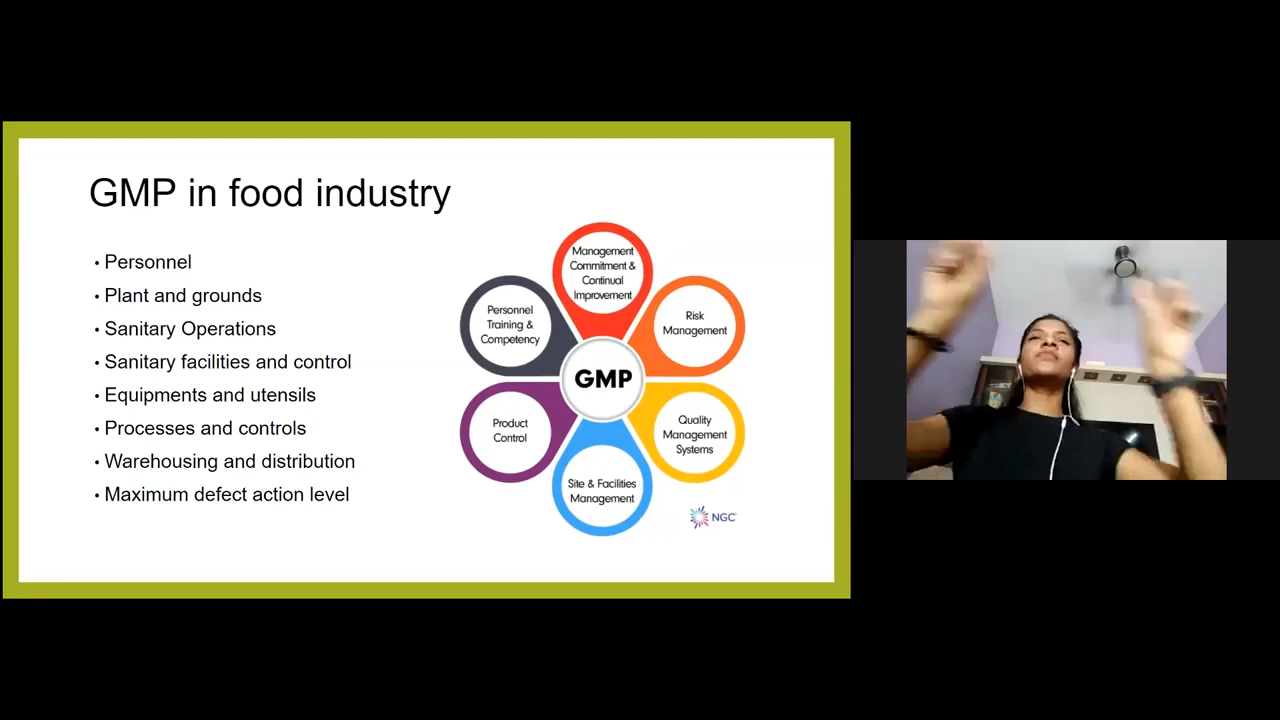 GMP in food industry
• Personnel
• Plant and grounds
• Sanitary Operations
• Sanitary facilities and control
• Equipments and utensils
• Processes and controls
• Warehousing and distribution
• Maximum defect action level
Management
Commitment &
Continual
Improvement
Personnel
Training &
Competency
Risk
Management
GMP
Product
Control
Quality
Management
Systems
Site & Facilities
Management
NGC